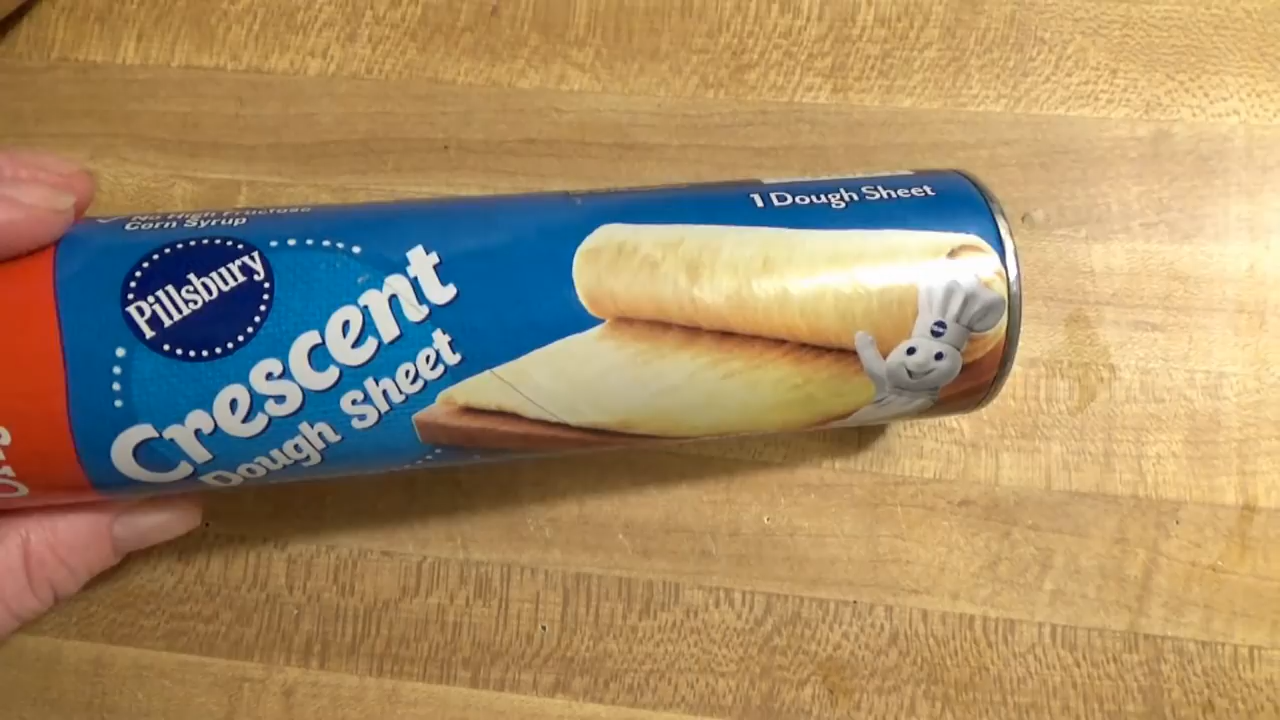 No High Fructose
Corn Syrup
Pillsbury
Crescent
Dough Sheet
1 Dough Sheet